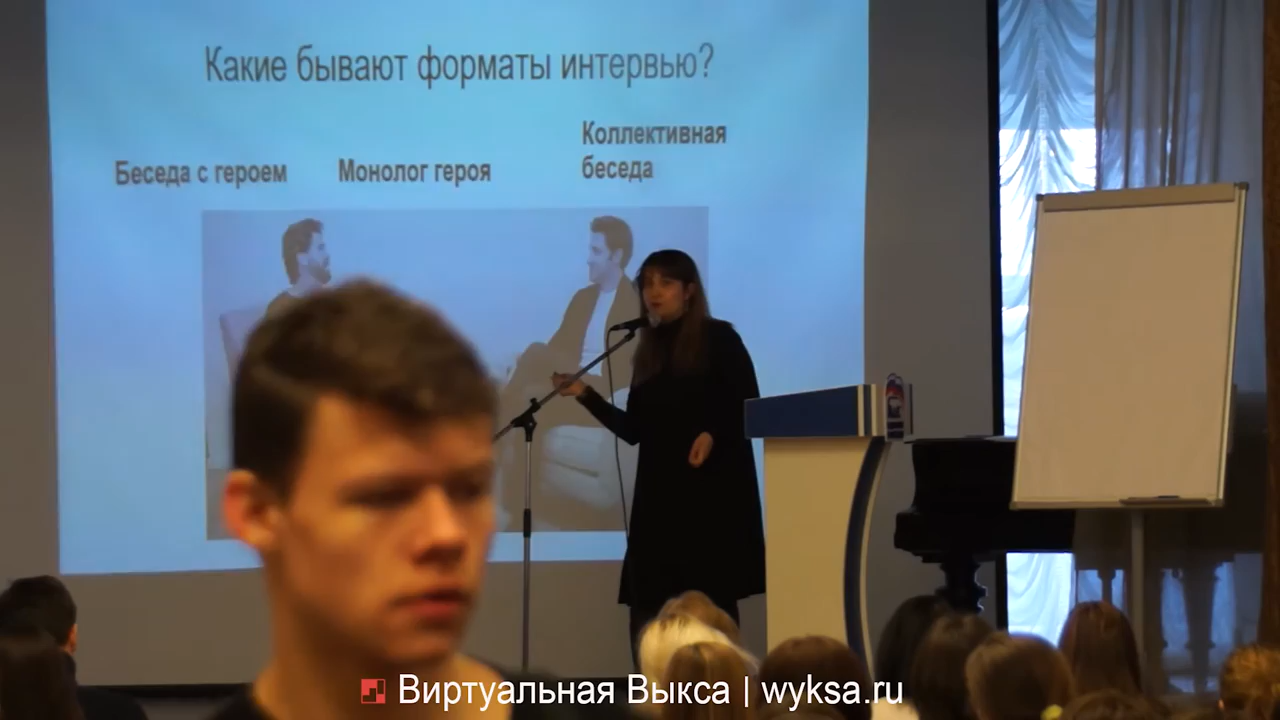 Какие бывают форматы интервью?
Беседа с героем
Монолог героя
Коллективная
беседа
Виртуальная Выкса | wyksa.ru